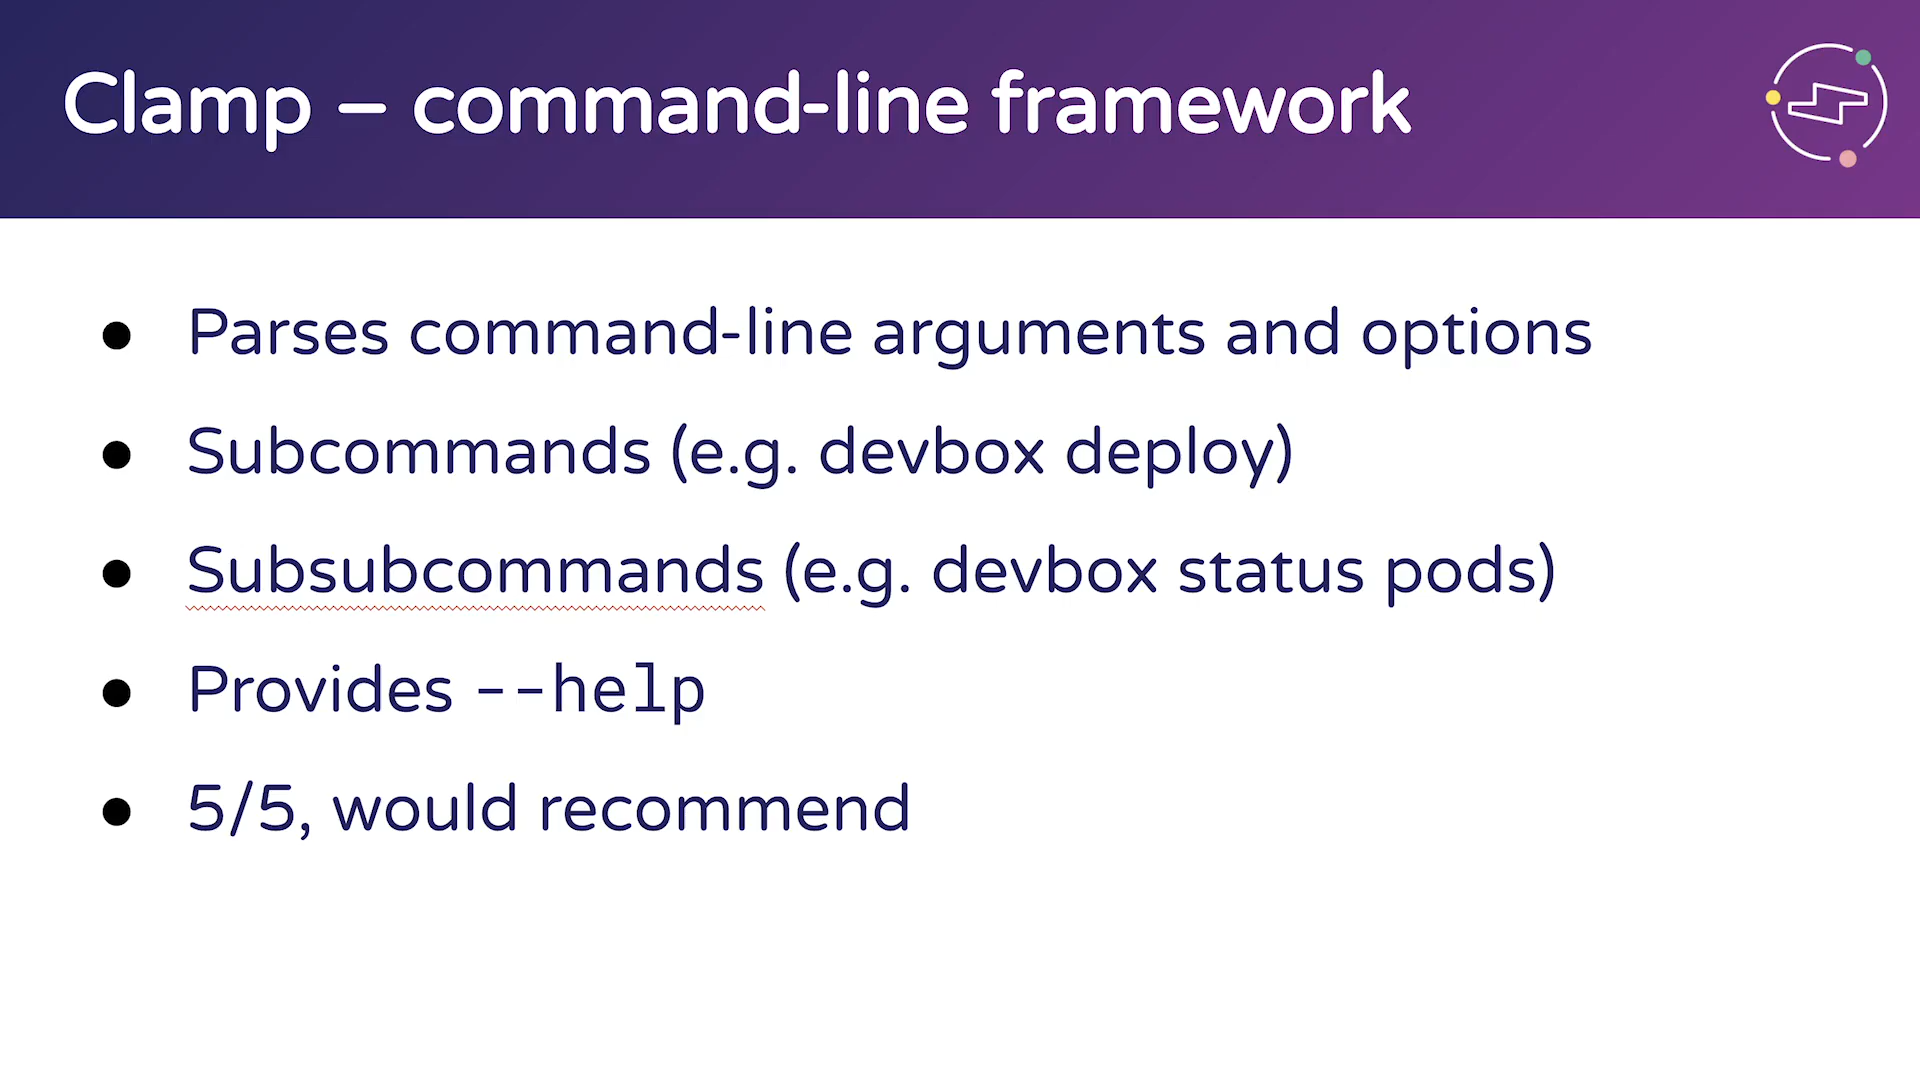 Clamp – command-line framework
● Parses command-line arguments and options
● Subcommands (e.g. devbox deploy)
● Subsubcommands (e.g. devbox status pods)
● Provides --help
● 5/5, would recommend